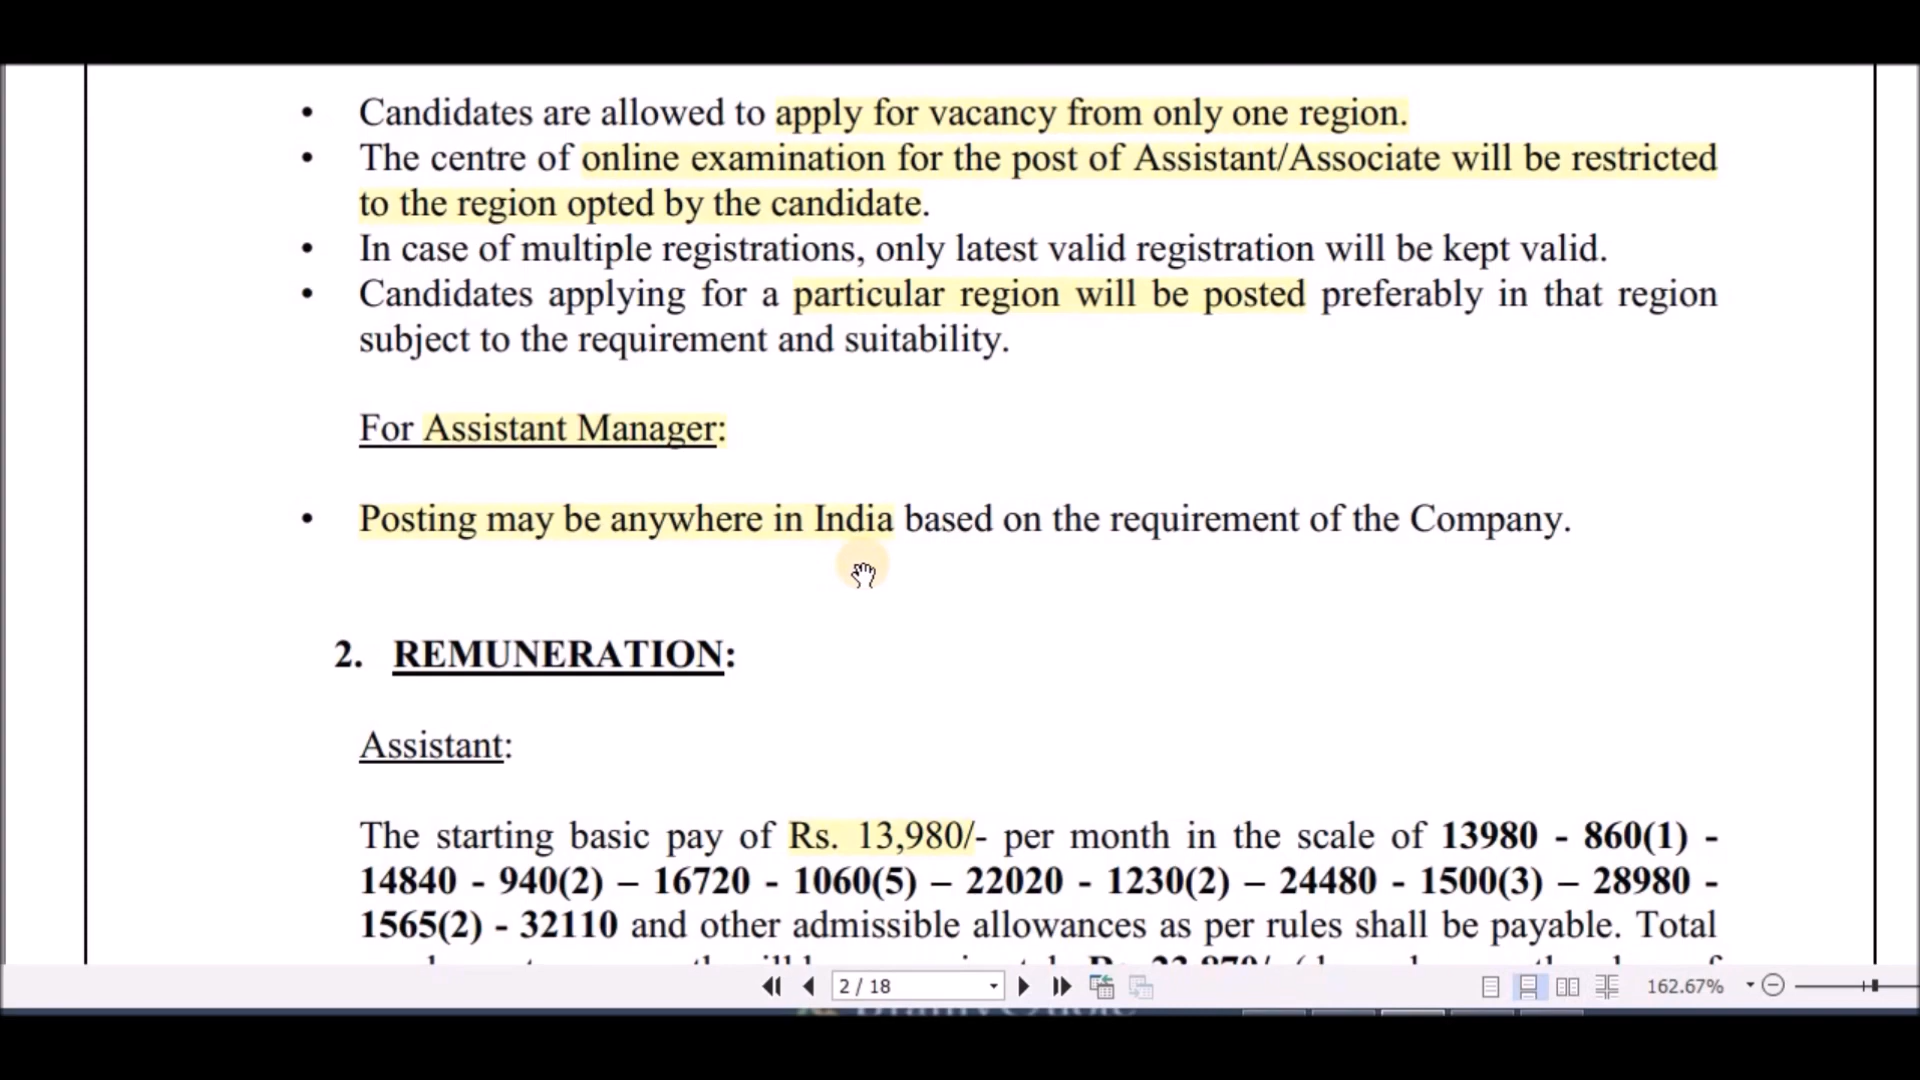 • Candidates are allowed to apply for vacancy from only one region.
• The centre of online examination for the post of Assistant/Associate will be restricted
to the region opted by the candidate.
• In case of multiple registrations, only latest valid registration will be kept valid.
• Candidates applying for a particular region will be posted preferably in that region
subject to the requirement and suitability.
For Assistant Manager:
• Posting may be anywhere in India based on the requirement of the Company.
2. REMUNERATION:
Assistant:
The starting basic pay of Rs. 13,980/- per month in the scale of 13980 - 860(1) -
14840 - 940(2) – 16720 - 1060(5) – 22020 - 1230(2) – 24480 - 1500(3) – 28980 -
1565(2) - 32110 and other admissible allowances as per rules shall be payable. Total
2 / 18
162.67%